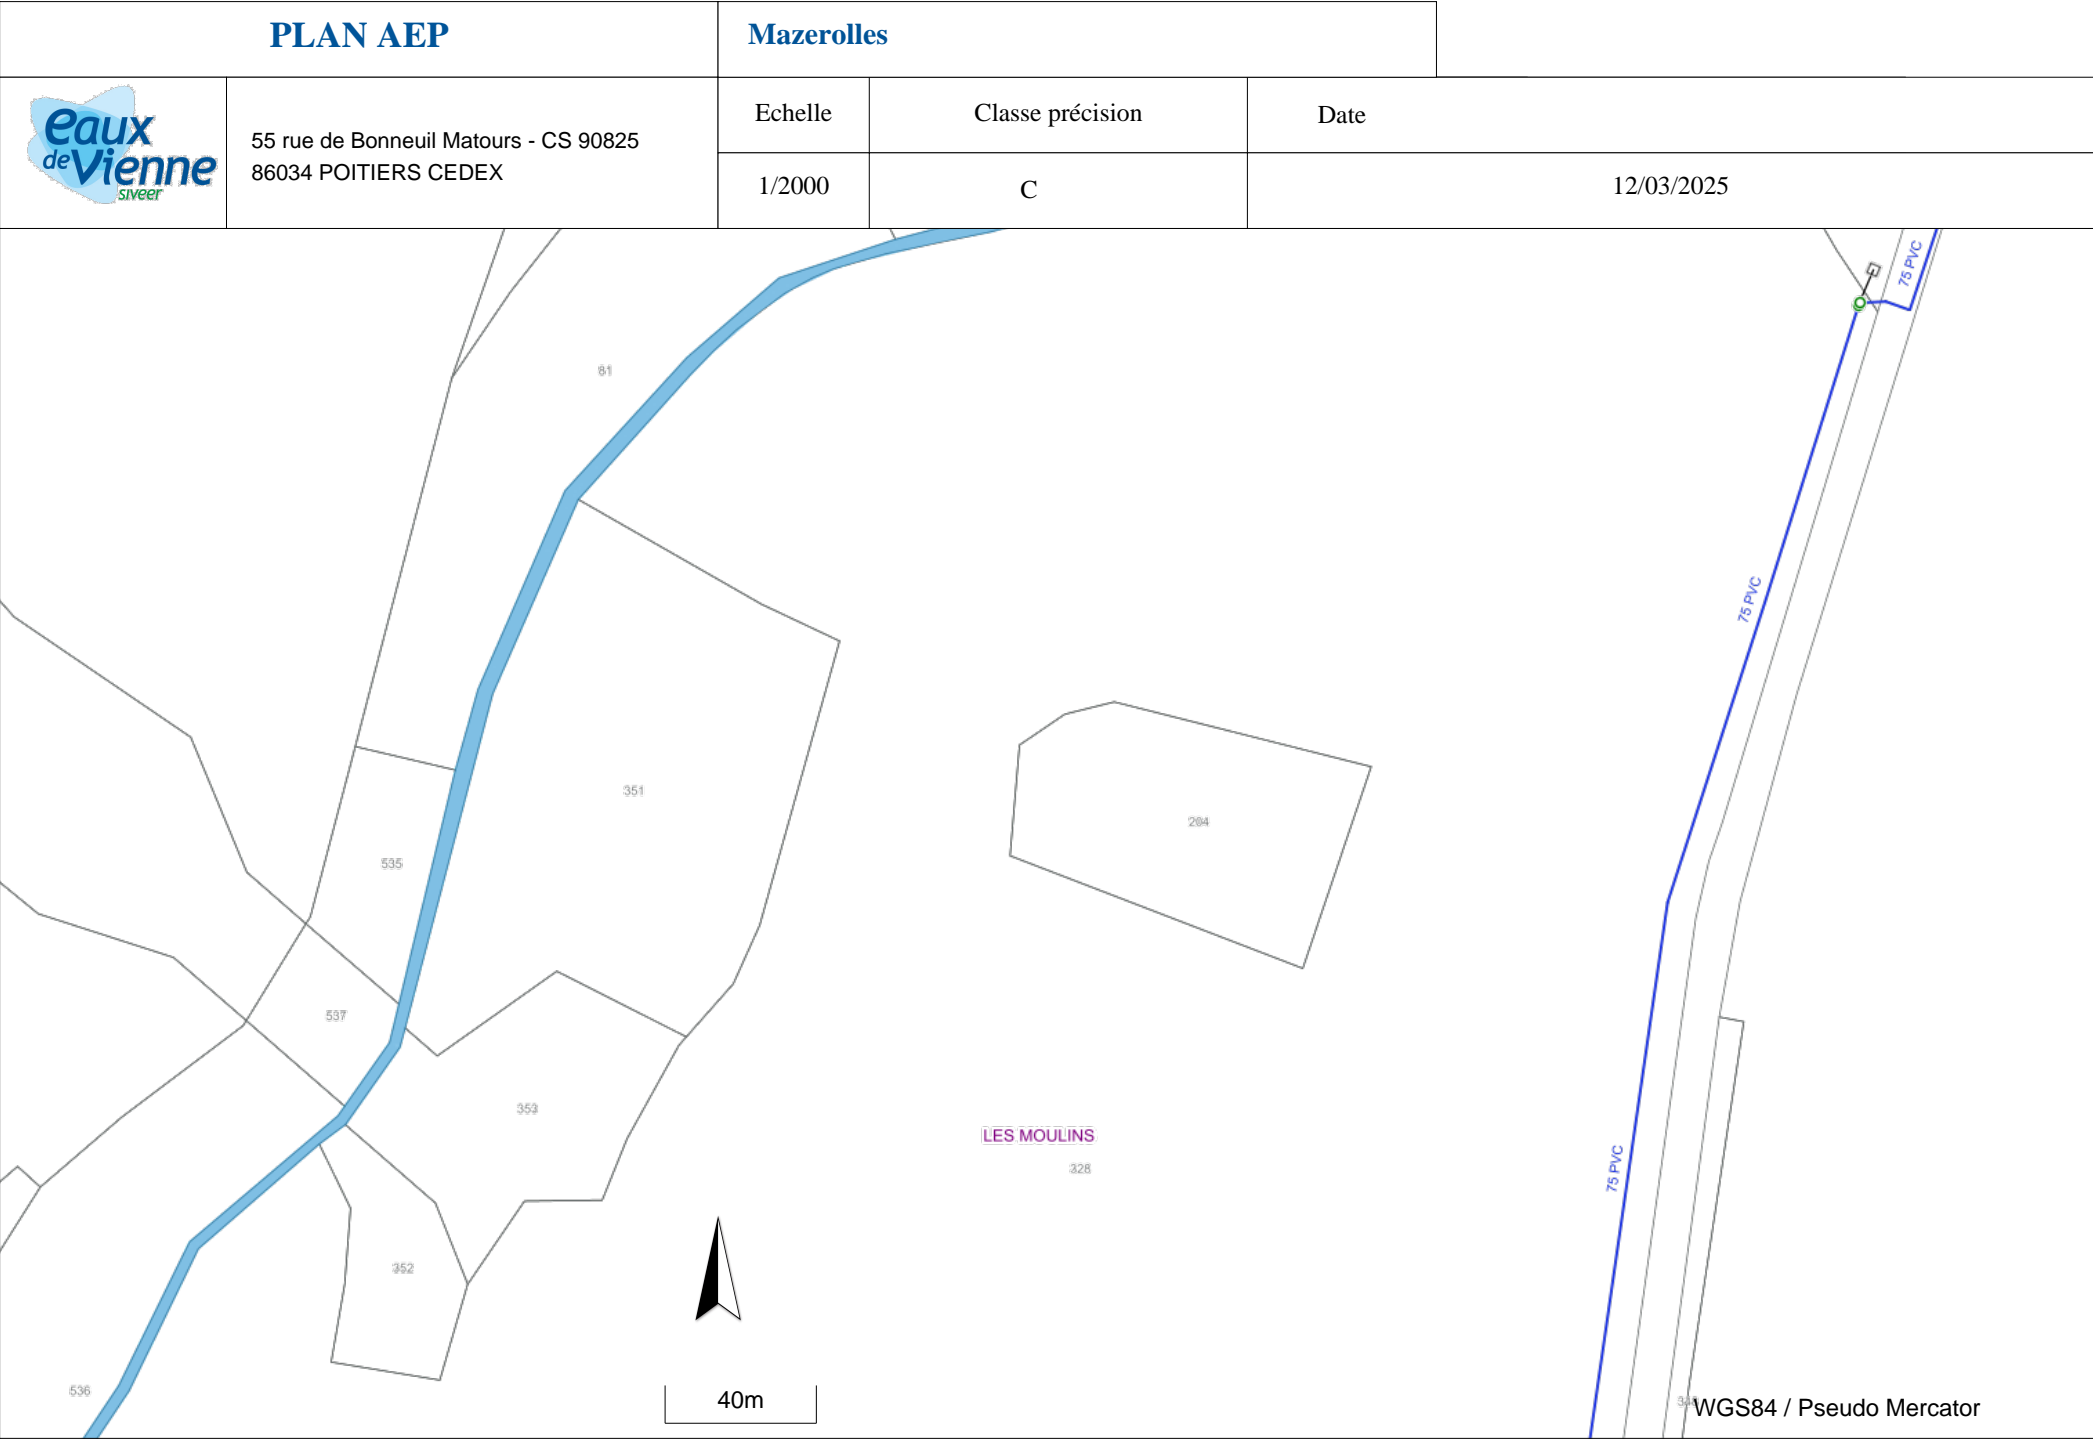 PLAN AEP
Mazerolles
eaux
de Vienne
siveer
55 rue de Bonneuil Matours - CS 90825
86034 POITIERS CEDEX
Echelle
Classe précision
Date
1/2000
C
12/03/2025
75 PVC
81
75 PVC
351
204
535
537
353
LES MOULINS
328
75 PVC
352
536
40m
WGS84 / Pseudo Mercator